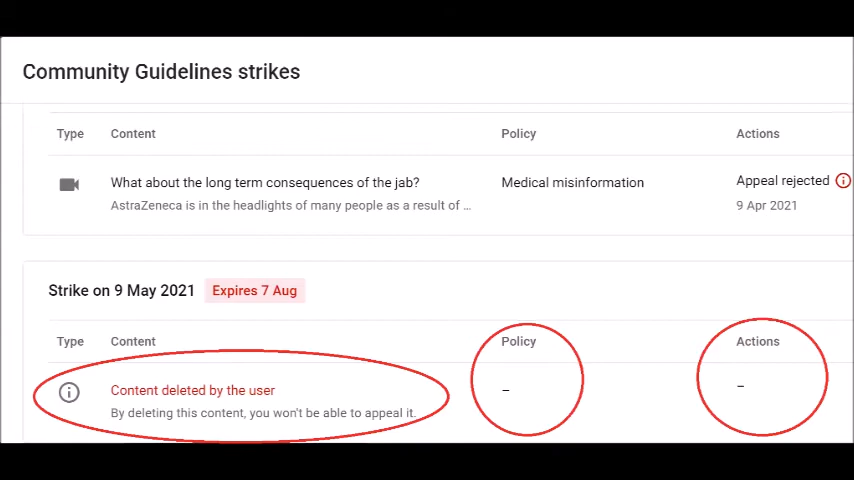 Community Guidelines strikes
Type Content Policy Actions
What about the long term consequences of the jab? Medical misinformation Appeal rejected
AstraZeneca is in the headlights of many people as a result of ... 9 Apr 2021
Strike on 9 May 2021 Expires 7 Aug
Type Content Policy Actions
Content deleted by the user – –
By deleting this content, you won't be able to appeal it.